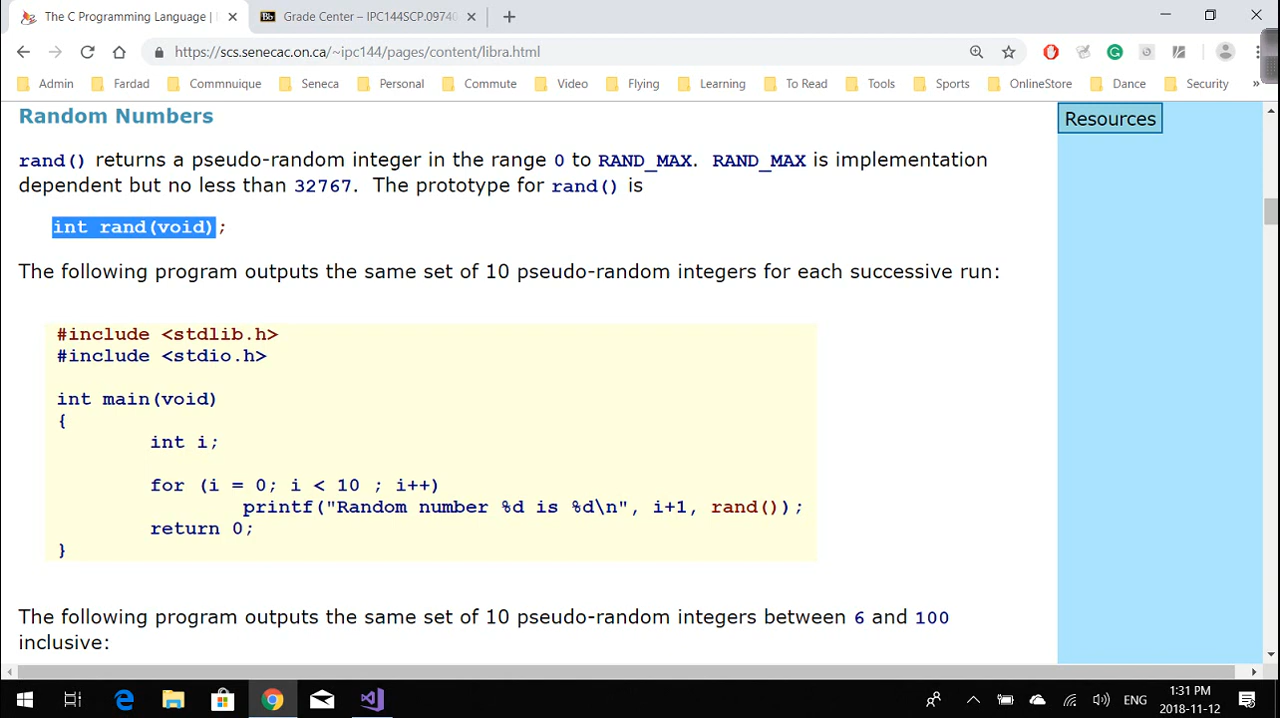 The C Programming Language |
Grade Center – IPC144SCP.09740
https://scs.senecac.on.ca/~ipc144/pages/content/libra.html
Admin Fardad Commnuique Seneca Personal Commute Video Flying Learning To Read Tools Sports OnlineStore Dance Security »
Random Numbers
Resources
rand() returns a pseudo-random integer in the range 0 to RAND_MAX. RAND_MAX is implementation
dependent but no less than 32767. The prototype for rand() is
int rand(void);
The following program outputs the same set of 10 pseudo-random integers for each successive run:
#include <stdlib.h>
#include <stdio.h>
int main(void)
{
int i;
for (i = 0; i < 10 ; i++)
printf("Random number %d is %d\n", i+1, rand());
return 0;
}
The following program outputs the same set of 10 pseudo-random integers between 6 and 100
inclusive:
ENG
1:31 PM
2018-11-12